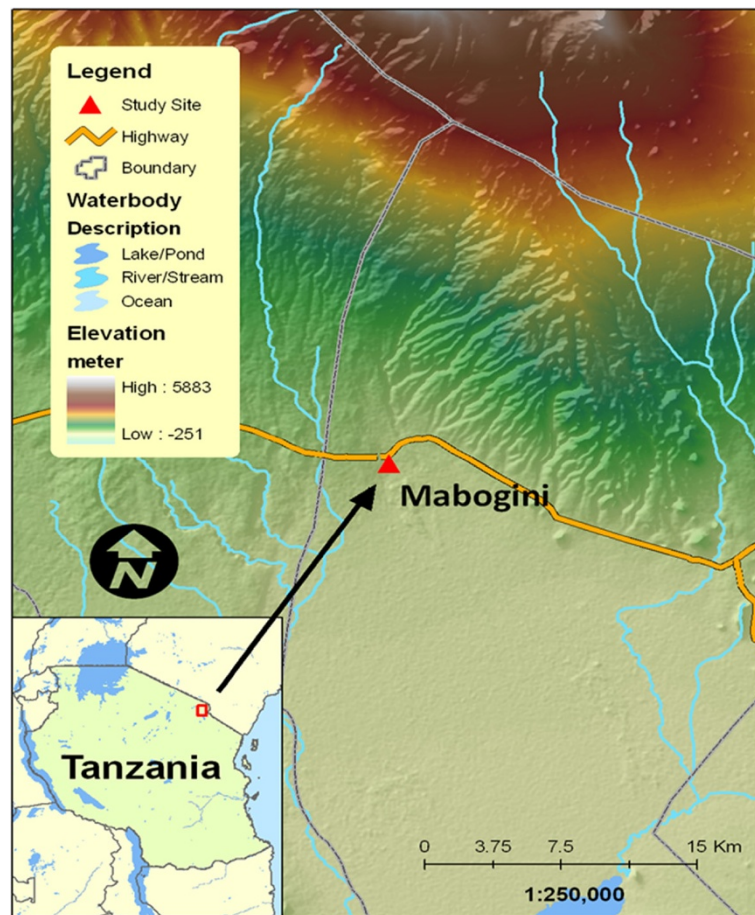 Legend
Study Site
Highway
Boundary
Waterbody
Description
Lake/Pond
River/Stream
Ocean
Elevation
meter
High : 5883
Low : -251
Mabogini
N
Tanzania
0 3.75 7.5 15 Km
1:250,000